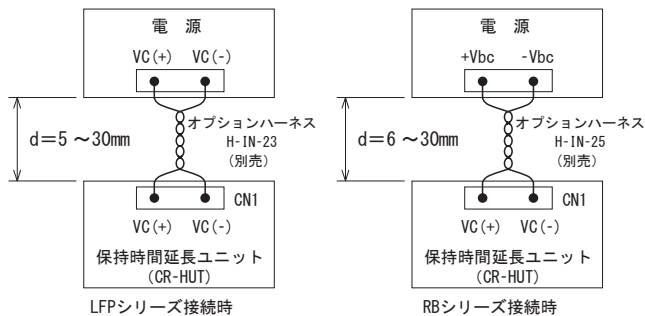 電 源
VC(+) VC(-)
d=5 ~30mm
オプションハーネス
H-IN-23
(別売)
CN1
VC(+) VC(-)
保持時間延長ユニット
(CR-HUT)
LFPシリーズ接続時
電 源
+Vbc -Vbc
d=6 ~30mm
オプションハーネス
H-IN-25
(別売)
CN1
VC(+) VC(-)
保持時間延長ユニット
(CR-HUT)
RBシリーズ接続時